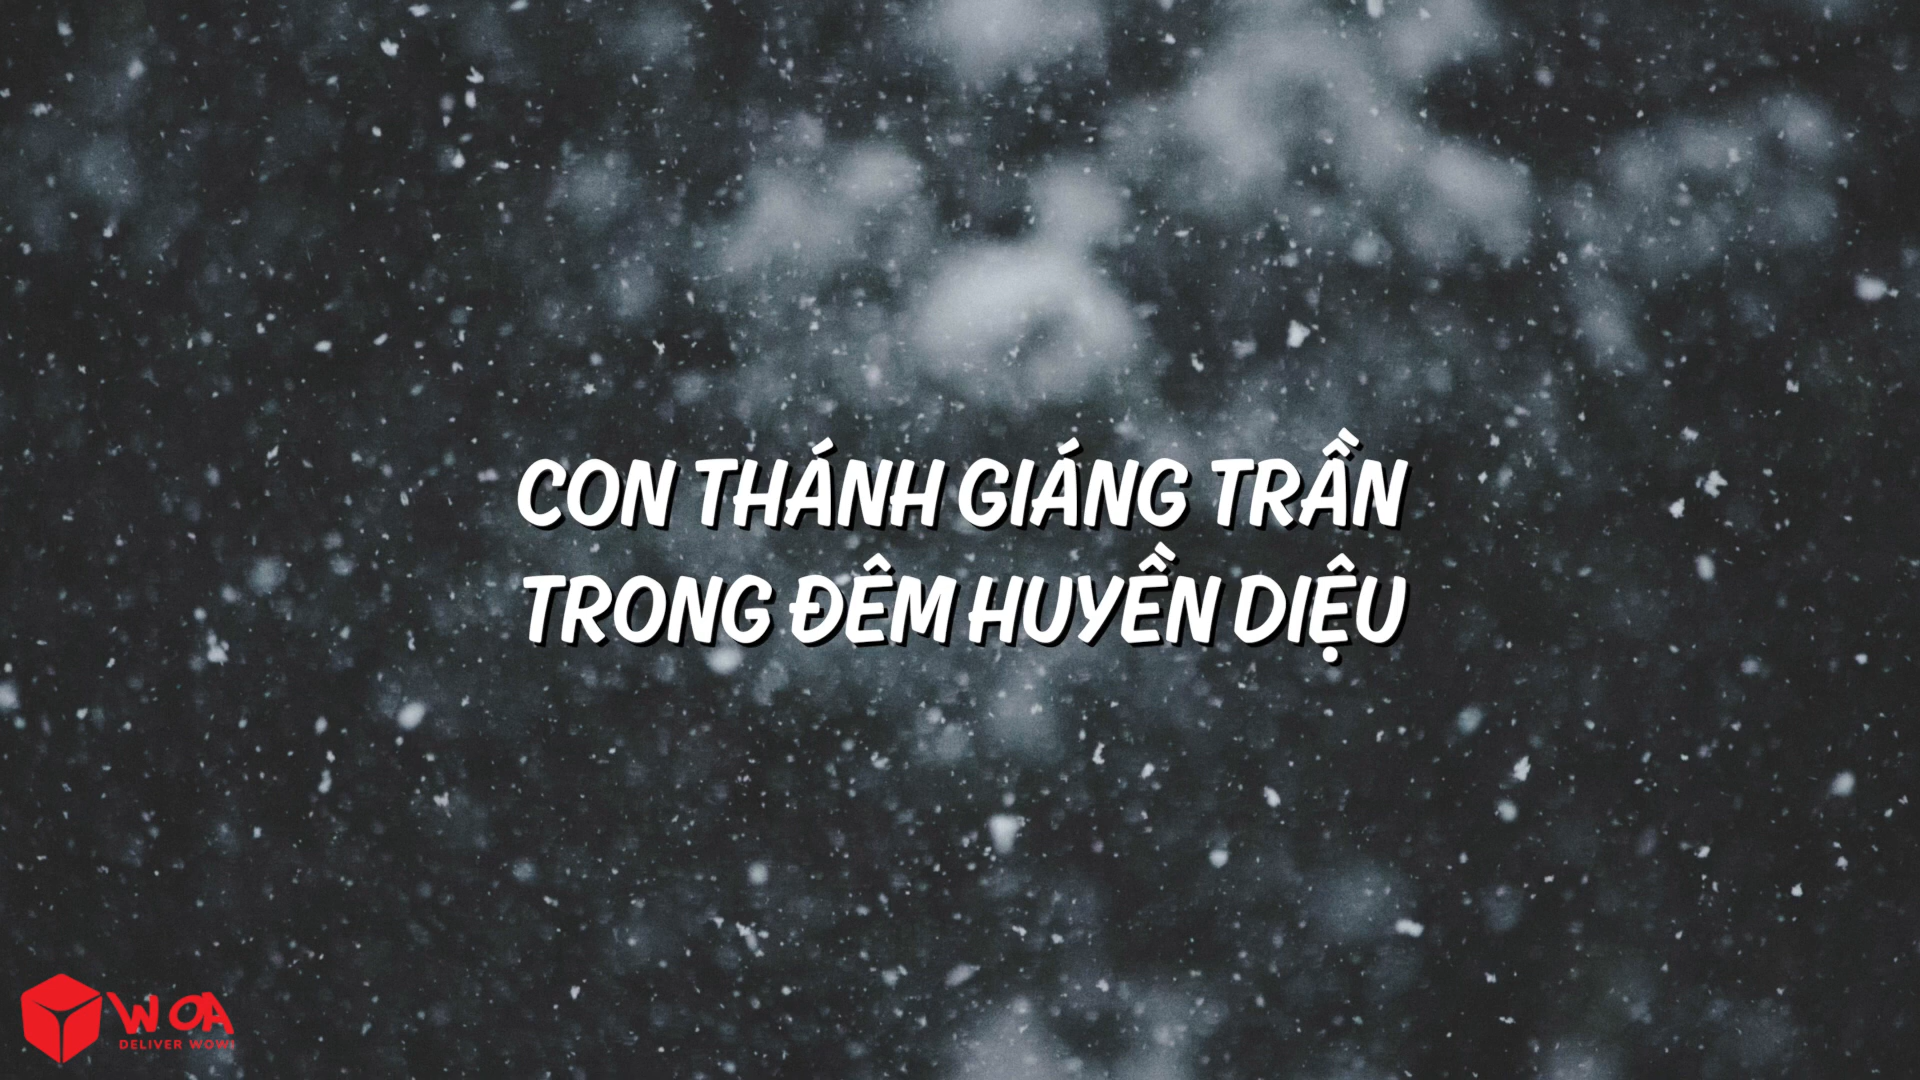 CON THÁNH GIÁNG TRẦN
TRONG ĐÊM HUYỀN DIỆU
WOA
DELIVER WOW!